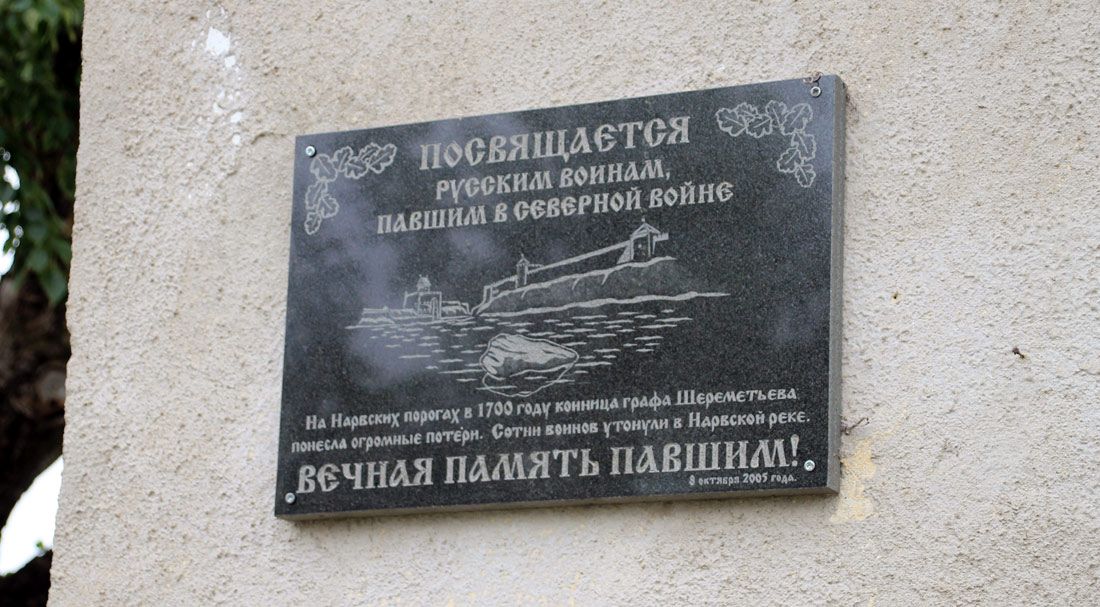 ПОСВЯЩАЕТСЯ
РУССКИМ ВОИНАМ,
ПАВШИМ В СЕВЕРНОЙ ВОЙНЕ
На Нарвских порогах в 1700 году конница графа Шереметьева
понесла огромные потери. Сотни воинов утонули в Нарвской реке.
ВЕЧНАЯ ПАМЯТЬ ПАВШИМ!
8 октября 2005 года.